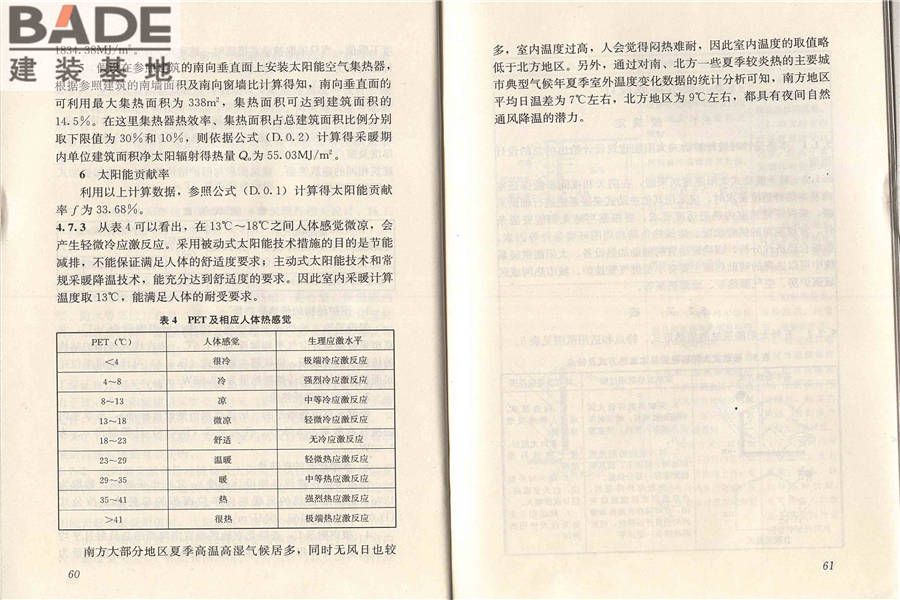 BADE
建装基地
1834.38MJ/m²。
5 假设在参照建筑的南向垂直面上安装太阳能空气集热器,
根据参照建筑的南墙面积及南向窗墙比计算得知，南向垂直面的
可利用最大集热面积为 338m²，集热面积可达到建筑面积的
14.5%。在这里集热器热效率、集热面积占总建筑面积比例分别
取下限值为 30%和 10%，则依据公式（D.0.2）计算得采暖期
内单位建筑面积净太阳辐射得热量 Q 为 55.03MJ/m²。
6 太阳能贡献率
利用以上计算数据，参照公式（D.0.1）计算得太阳能贡献
率 f 为 33.68%。
4.7.3 从表 4 可以看出，在 13℃～18℃之间人体感觉微凉，会
产生轻微冷应激反应。采用被动式太阳能技术措施的目的是节能
减排，不能保证满足人体的舒适度要求；主动式太阳能技术和常
规采暖降温技术，能充分达到舒适度的要求。因此室内采暖计算
温度取 13℃，能满足人体的耐受要求。
表 4 PET 及相应人体热感觉
PET（℃） 人体感觉 生理应激水平
<4 很冷 极端冷应激反应
4～8 冷 强烈冷应激反应
8～13 凉 中等冷应激反应
13～18 微凉 轻微冷应激反应
18～23 舒适 无冷应激反应
23～29 温暖 轻微热应激反应
29～35 暖 中等热应激反应
35～41 热 强烈热应激反应
>41 很热 极端热应激反应
南方大部分地区夏季高温高湿气候居多，同时无风日也较
60
多，室内温度过高，人会觉得闷热难耐，因此室内温度的取值略
低于北方地区。另外，通过对南、北方一些夏季较炎热的主要城
市典型气候年夏季室外温度变化数据的统计分析可知，南方地区
平均日温差为 7℃左右，北方地区为 9℃左右，都具有夜间自然
通风降温的潜力。
61